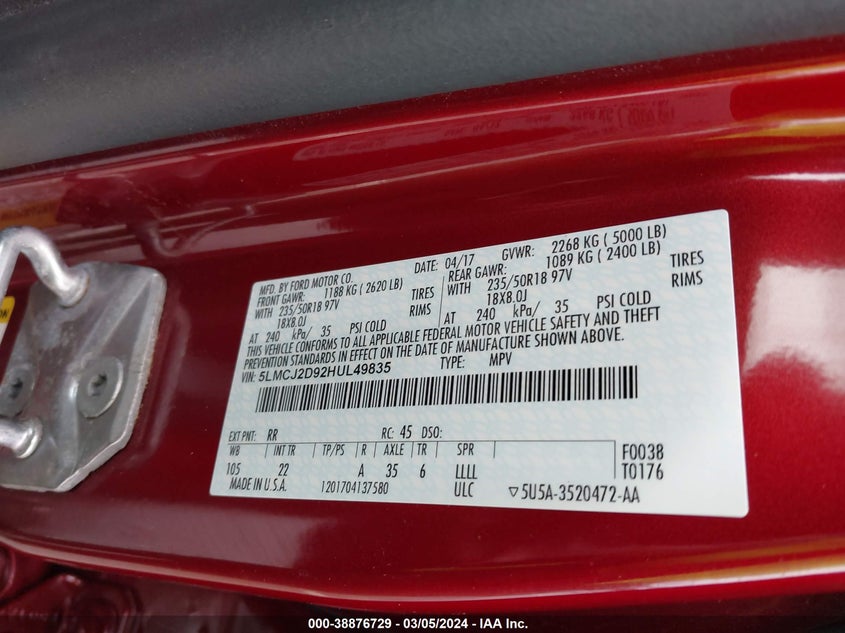 MFD. BY FORD MOTOR CO.
DATE: 04/17 GVWR: 2268 KG ( 5000 LB)
FRONT GAWR: 1188 KG ( 2620 LB) REAR GAWR: 1089 KG ( 2400 LB)
WITH 235/50R18 97V TIRES WITH 235/50R18 97V TIRES
18X8.0J RIMS 18X8.0J RIMS
AT 240 kPa/ 35 PSI COLD AT 240 kPa/ 35 PSI COLD
THIS VEHICLE CONFORMS TO ALL APPLICABLE FEDERAL MOTOR VEHICLE SAFETY AND THEFT
PREVENTION STANDARDS IN EFFECT ON THE DATE OF MANUFACTURE SHOWN ABOVE.
VIN: 5LMCJ2D92HUL49835 TYPE: MPV
EXT PNT: RR RC: 45 DSO:
WB INT TR TP/PS R AXLE TR SPR F0038
105 22 A 35 6 LLLL T0176
MADE IN U.S.A. 1201704137580 ULC ▽5U5A-3520472-AA
000-38876729 - 03/05/2024 - IAA Inc.